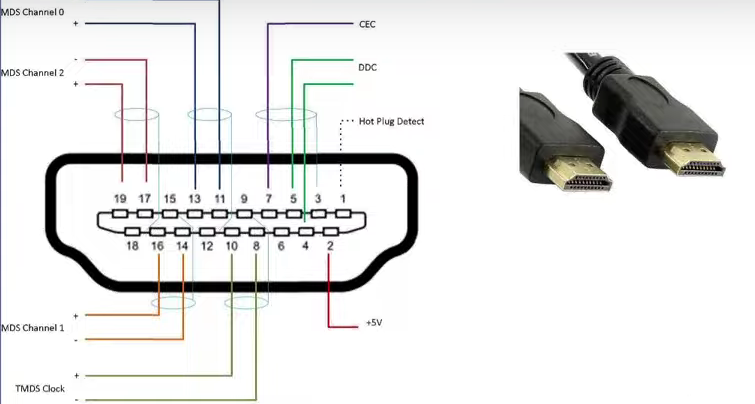 MDS Channel 0
+
CEC
-
MDS Channel 2
+
DDC
Hot Plug Detect
19 17 15 13 11 9 7 5 3 1
18 16 14 12 10 8 6 4 2
+
MDS Channel 1
-
+5V
+
TMDS Clock
-